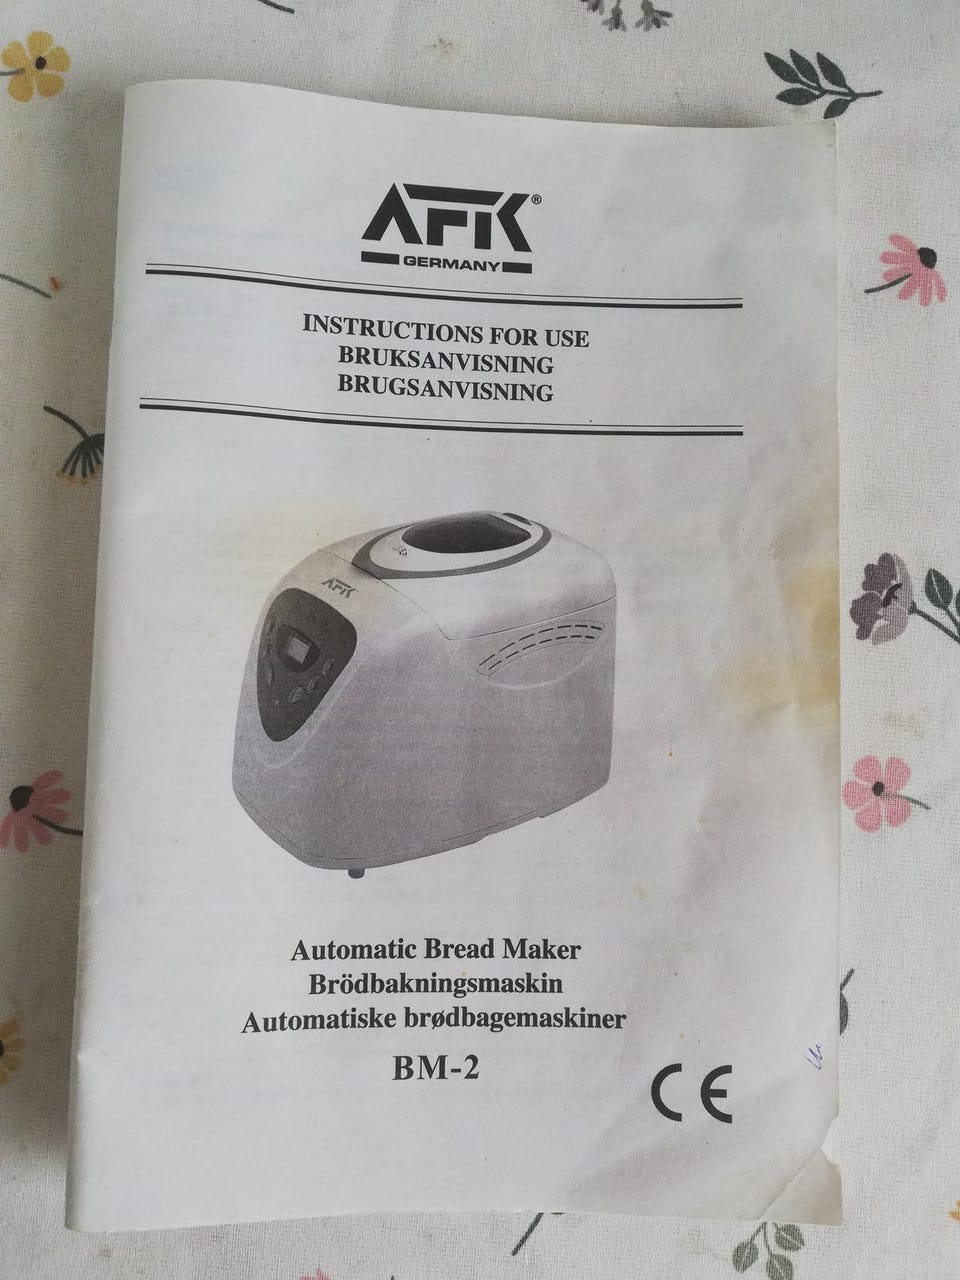 AFK®
GERMANY
INSTRUCTIONS FOR USE
BRUKSANVISNING
BRUGSANVISNING
AFK
Automatic Bread Maker
Brödbakningsmaskin
Automatiske brødbagemaskiner
BM-2
CE